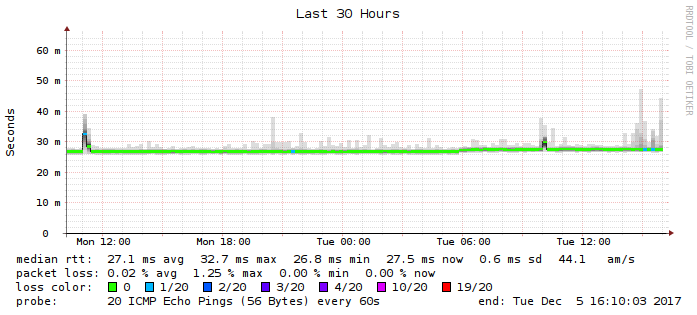 Last 30 Hours
RRDTOOL / TOBI OETIKER
Seconds
60 m
50 m
40 m
30 m
20 m
10 m
0
Mon 12:00 Mon 18:00 Tue 00:00 Tue 06:00 Tue 12:00
median rtt: 27.1 ms avg 32.7 ms max 26.8 ms min 27.5 ms now 0.6 ms sd 44.1 am/s
packet loss: 0.02 % avg 1.25 % max 0.00 % min 0.00 % now
loss color: 0 1/20 2/20 3/20 4/20 10/20 19/20
probe: 20 ICMP Echo Pings (56 Bytes) every 60s end: Tue Dec 5 16:10:03 2017